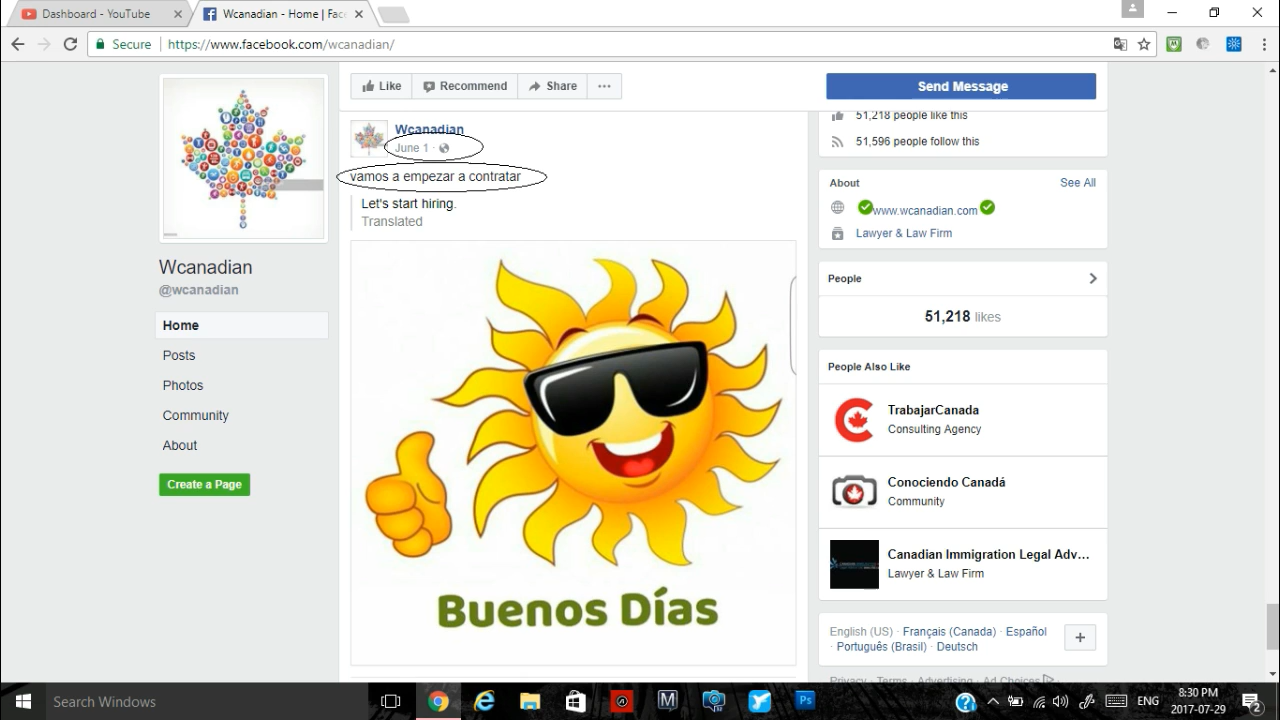 Dashboard - YouTube
Wcanadian - Home | Fac
Secure
https://www.facebook.com/wcanadian/
Like
Recommend
Share
Send Message
Wcanadian
June 1 ·
vamos a empezar a contratar
Let's start hiring.
Translated
Buenos Días
Wcanadian
@wcanadian
Home
Posts
Photos
Community
About
Create a Page
51,218 people like this
51,596 people follow this
About
See All
www.wcanadian.com
Lawyer & Law Firm
People
51,218 likes
People Also Like
TrabajarCanada
Consulting Agency
Conociendo Canadá
Community
Canadian Immigration Legal Adv...
Lawyer & Law Firm
English (US) · Français (Canada) · Español
· Português (Brasil) · Deutsch
Privacy · Terms · Advertising · Ad Choices
Search Windows
ENG
8:30 PM
2017-07-29
2